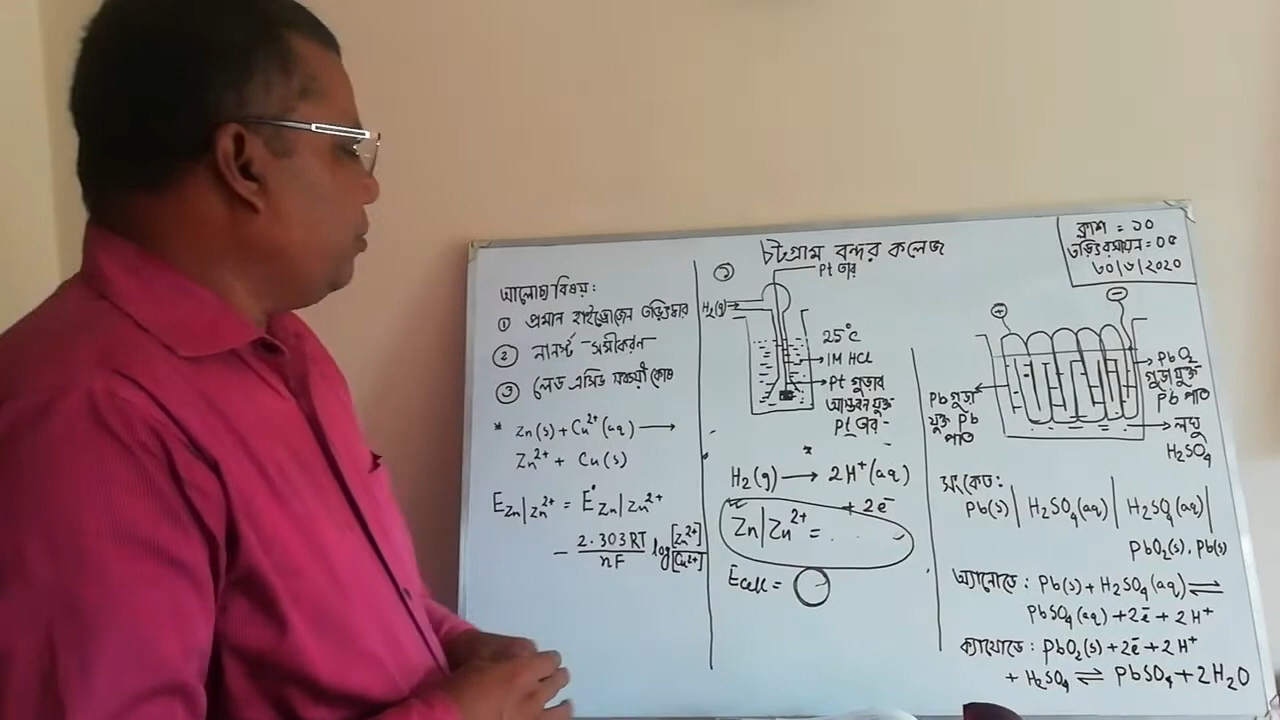 চট্টগ্রাম বন্দর কলেজ
ক্লাশ = ১০
তড়িৎরসায়ন = ০৫
৩০/৬/2020
আলোচ্য বিষয়:
① প্রমান হাইড্রোজেন তড়িৎদ্বার
② নার্নস্ট সমীকরণ
③ লেড এসিড সঞ্চয়ী কোষ
* Zn(s) + Cu²⁺(aq) ⟶
Zn²⁺ + Cu(s)
E Zn|Zn²⁺ = E° Zn|Zn²⁺
− 2.303RT/nF log [Zn²⁺]/[Cu²⁺]
①
Pt তার
H₂(g)
25°C
1M HCl
Pt গুড়ার
আস্তরন যুক্ত
Pt তার
*
H₂(g) ⟶ 2H⁺(aq)
+ 2e⁻
Zn|Zn²⁺ = ....
Ecell =
+
−
PbO₂
গুড়া যুক্ত
Pb পাত
লঘু
H₂SO₄
Pb গুড়া
যুক্ত Pb
পাত
সংকেত:
Pb(s) | H₂SO₄(aq) | H₂SO₄(aq) |
PbO₂(s), Pb(s)
অ্যানোডে: Pb(s) + H₂SO₄(aq) ⇌
PbSO₄(aq) + 2e⁻ + 2H⁺
ক্যাথোডে: PbO₂(s) + 2e⁻ + 2H⁺
+ H₂SO₄ ⇌ PbSO₄ + 2H₂O